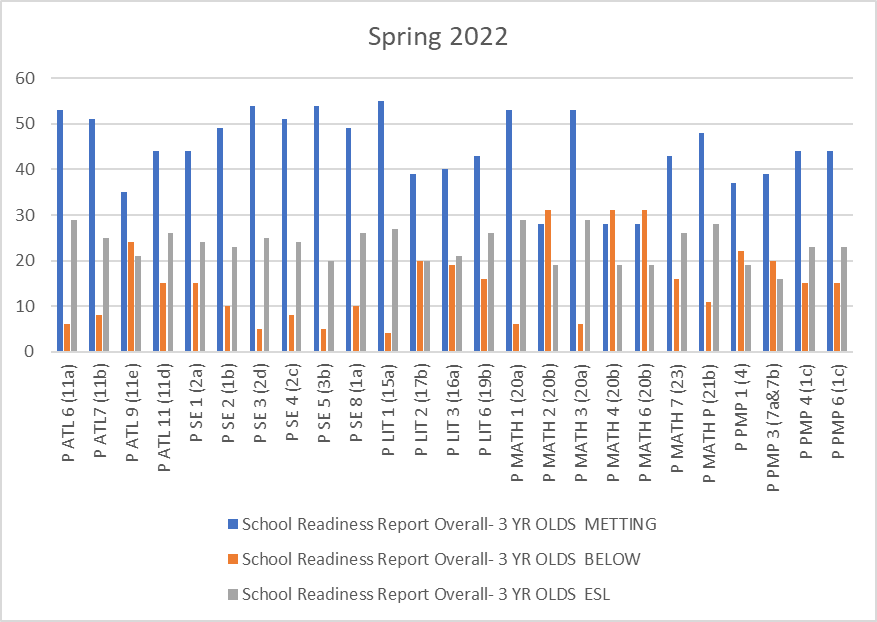 Spring 2022
60
50
40
30
20
10
0
P ATL 6 (11a)
P ATL7 (11b)
P ATL 9 (11e)
P ATL 11 (11d)
P SE 1 (2a)
P SE 2 (1b)
P SE 3 (2d)
P SE 4 (2c)
P SE 5 (3b)
P SE 8 (1a)
P LIT 1 (15a)
P LIT 2 (17b)
P LIT 3 (16a)
P LIT 6 (19b)
P MATH 1 (20a)
P MATH 2 (20b)
P MATH 3 (20a)
P MATH 4 (20b)
P MATH 6 (20b)
P MATH 7 (23)
P MATH P (21b)
P PMP 1 (4)
P PMP 3 (7a&7b)
P PMP 4 (1c)
P PMP 6 (1c)
School Readiness Report Overall- 3 YR OLDS METTING
School Readiness Report Overall- 3 YR OLDS BELOW
School Readiness Report Overall- 3 YR OLDS ESL